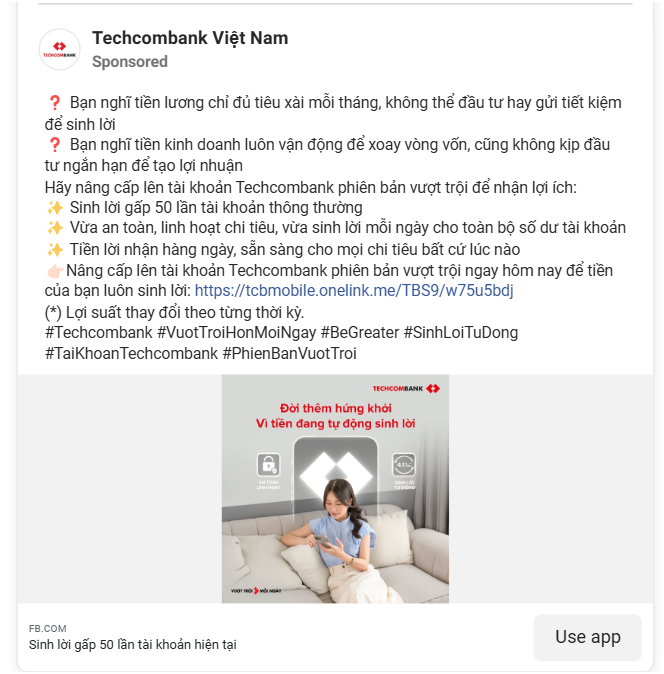 Techcombank Việt Nam
TECHCOMBANK
Sponsored
❓ Bạn nghĩ tiền lương chỉ đủ tiêu xài mỗi tháng, không thể đầu tư hay gửi tiết kiệm
để sinh lời
❓ Bạn nghĩ tiền kinh doanh luôn vận động để xoay vòng vốn, cũng không kịp đầu
tư ngắn hạn để tạo lợi nhuận
Hãy nâng cấp lên tài khoản Techcombank phiên bản vượt trội để nhận lợi ích:
✨ Sinh lời gấp 50 lần tài khoản thông thường
✨ Vừa an toàn, linh hoạt chi tiêu, vừa sinh lời mỗi ngày cho toàn bộ số dư tài khoản
✨ Tiền lời nhận hàng ngày, sẵn sàng cho mọi chi tiêu bất cứ lúc nào
👉🏻Nâng cấp lên tài khoản Techcombank phiên bản vượt trội ngay hôm nay để tiền
của bạn luôn sinh lời: https://tcbmobile.onelink.me/TBS9/w75u5bdj
(*) Lợi suất thay đổi theo từng thời kỳ.
#Techcombank #VuotTroiHonMoiNgay #BeGreater #SinhLoiTuDong
#TaiKhoanTechcombank #PhienBanVuotTroi
TECHCOMBANK
Đời thêm hứng khởi
Vì tiền đang tự động sinh lời
VƯỢT TRỘI MỖI NGÀY
FB.COM
Sinh lời gấp 50 lần tài khoản hiện tại
Use app